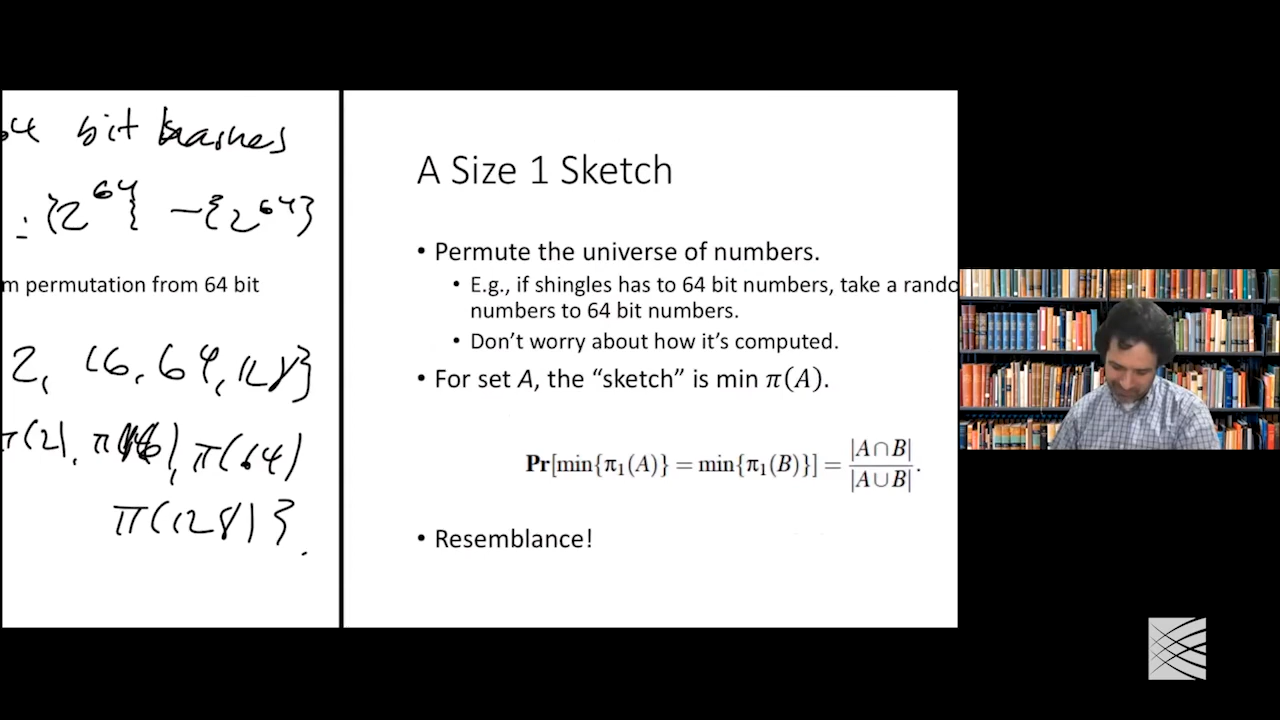 64 bit hashes
: {2^64} → {2^64}
m permutation from 64 bit
2, 16, 64, 128}
π(2), π(16), π(64)
π(128) }.
A Size 1 Sketch
• Permute the universe of numbers.
• E.g., if shingles has to 64 bit numbers, take a rando
numbers to 64 bit numbers.
• Don't worry about how it's computed.
• For set A, the “sketch” is min π(A).
Pr[min{π₁(A)} = min{π₁(B)}] = |A∩B| / |A∪B|.
• Resemblance!